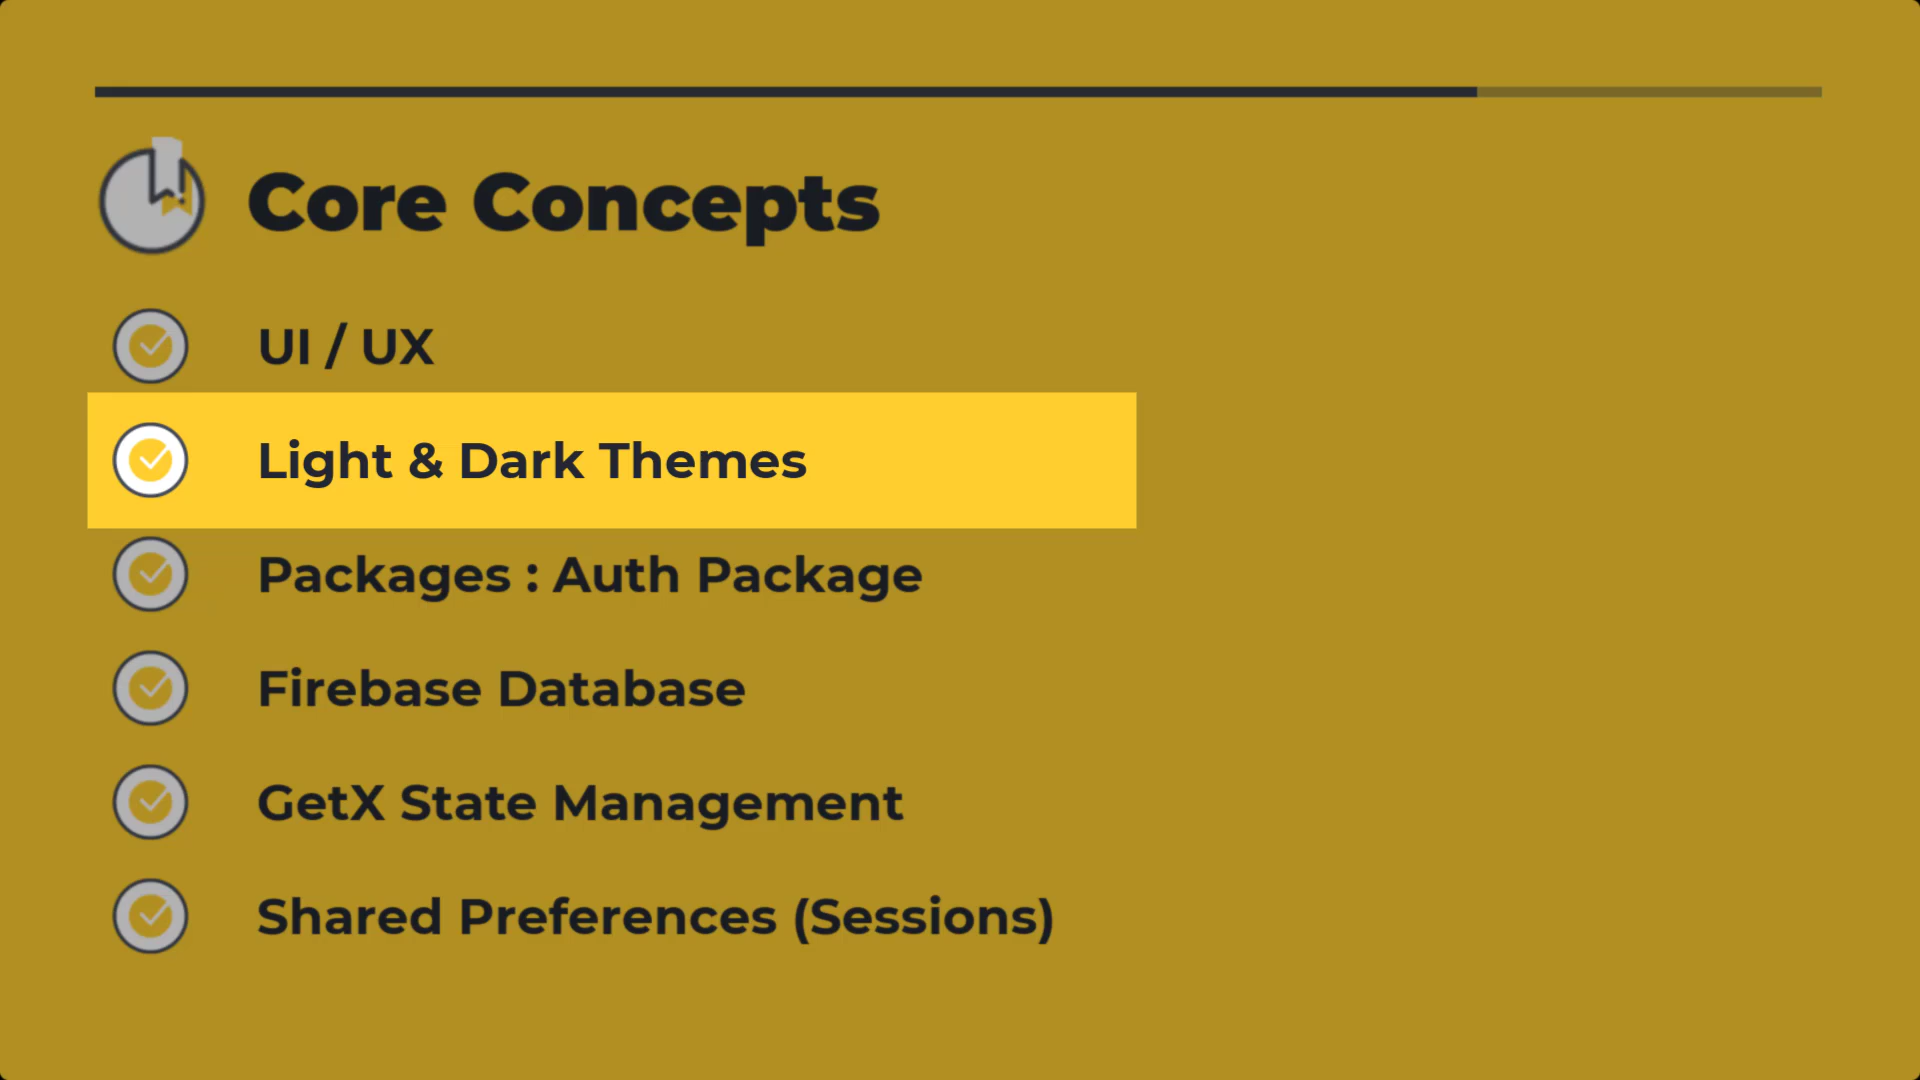 Core Concepts
UI / UX
Light & Dark Themes
Packages : Auth Package
Firebase Database
GetX State Management
Shared Preferences (Sessions)